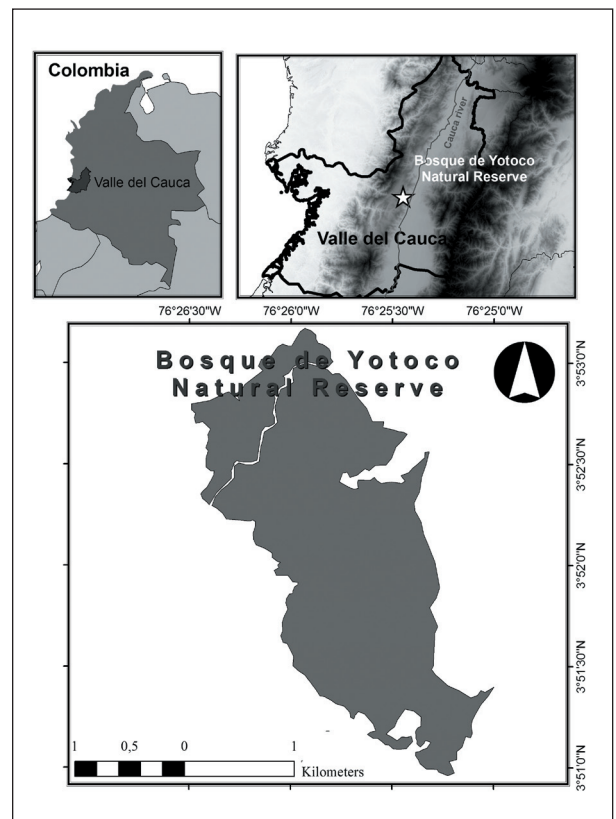 Colombia
Valle del Cauca
Cauca river
Bosque de Yotoco
Natural Reserve
Valle del Cauca
76°26'30"W
76°26'0"W
76°25'30"W
76°25'0"W
Bosque de Yotoco
Natural Reserve
3°53'0"N
3°52'30"N
3°52'0"N
3°51'30"N
3°51'0"N
1
0,5
0
1
Kilometers